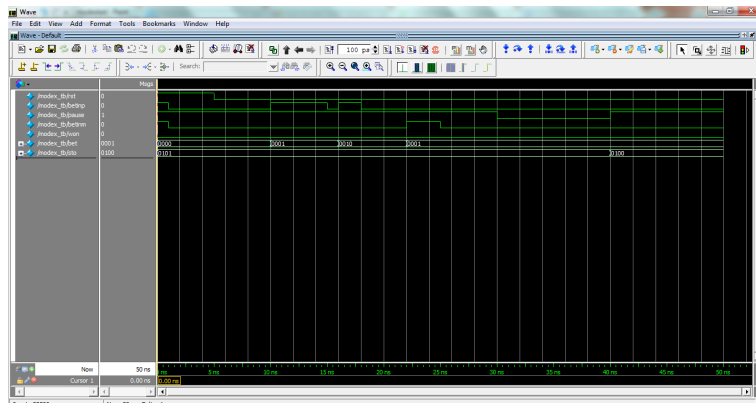 Wave
File Edit View Add Format Tools Bookmarks Window Help
Wave - Default
100 ps
Search:
Msgs
/modex_tb/rst 0
/modex_tb/betinp 0
/modex_tb/pause 1
/modex_tb/betinm 0
/modex_tb/won 0
/modex_tb/bet 0001 0000 0001 0010 0001
/modex_tb/sto 0100 0101 0100
Now 50 ns ns 5 ns 10 ns 15 ns 20 ns 25 ns 30 ns 35 ns 40 ns 45 ns 50 ns
Cursor 1 0.00 ns 0.00 ns